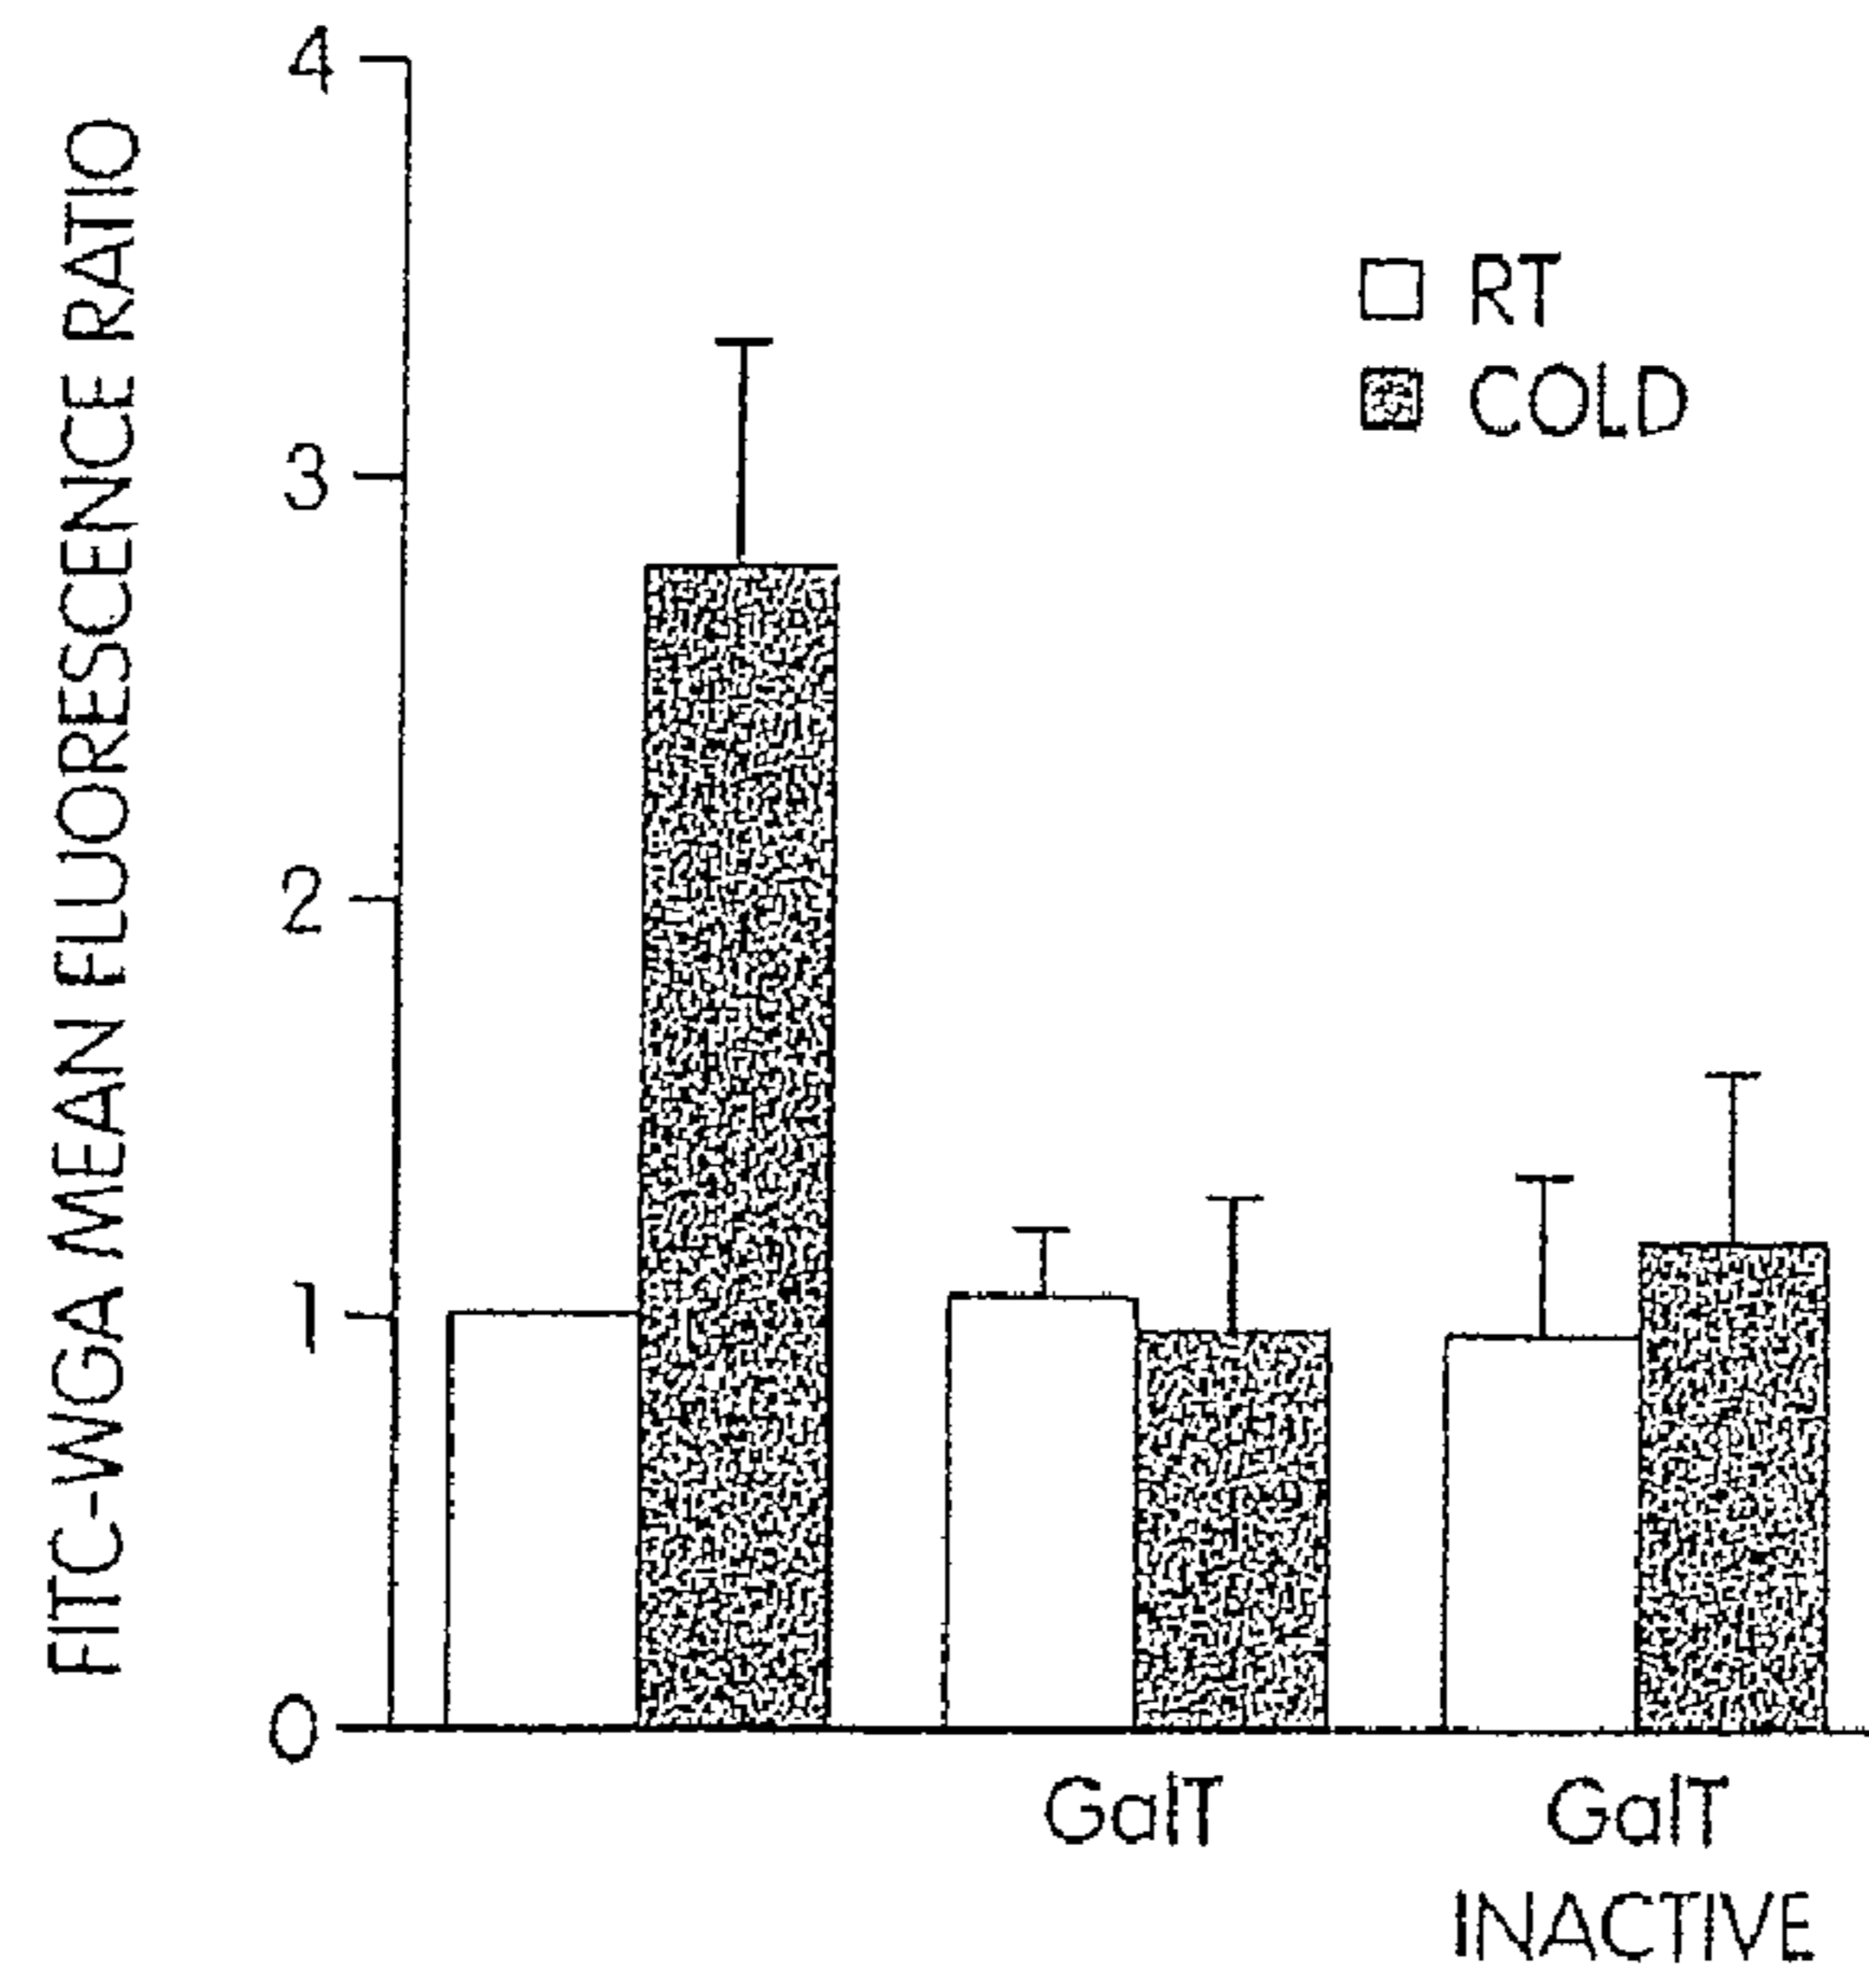 FITC-WGA MEAN FLUORESCENCE RATIO
4
3
2
1
0
RT
COLD
GalT
GalT
INACTIVE